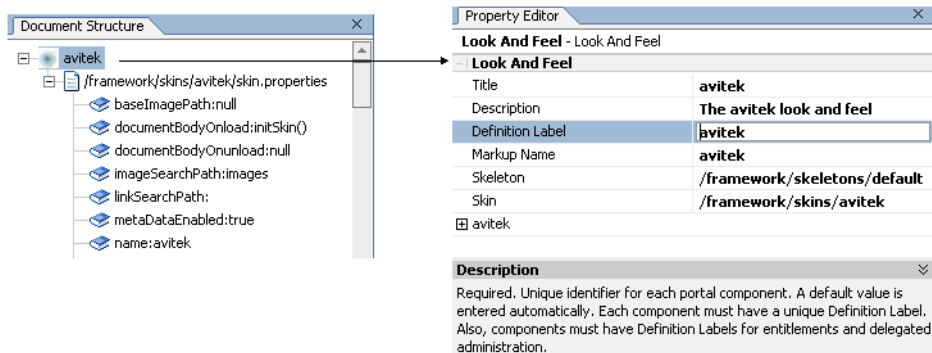 Document Structure
avitek
/framework/skins/avitek/skin.properties
baseImagePath:null
documentBodyOnload:initSkin()
documentBodyOnunload:null
imageSearchPath:images
linkSearchPath:
metaDataEnabled:true
name:avitek
Property Editor
Look And Feel - Look And Feel
Look And Feel
Title avitek
Description The avitek look and feel
Definition Label avitek
Markup Name avitek
Skeleton /framework/skeletons/default
Skin /framework/skins/avitek
avitek
Description
Required. Unique identifier for each portal component. A default value is
entered automatically. Each component must have a unique Definition Label.
Also, components must have Definition Labels for entitlements and delegated
administration.